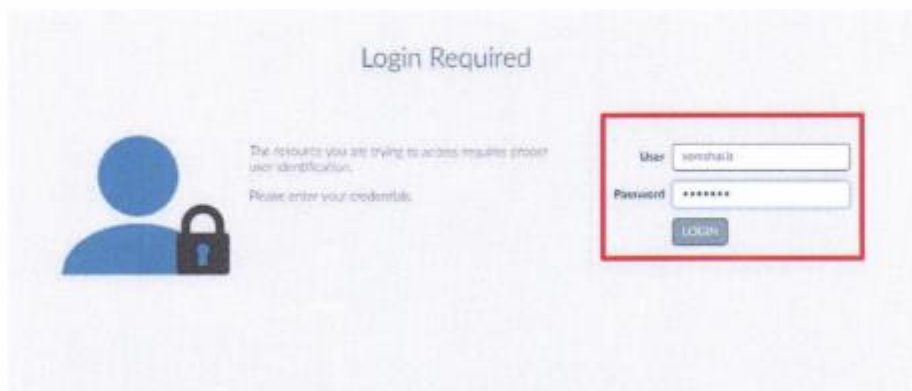 Login Required
The resource you are trying to access requires proper
user identification.
Please enter your credentials.
User
Password
•••••••
LOGIN